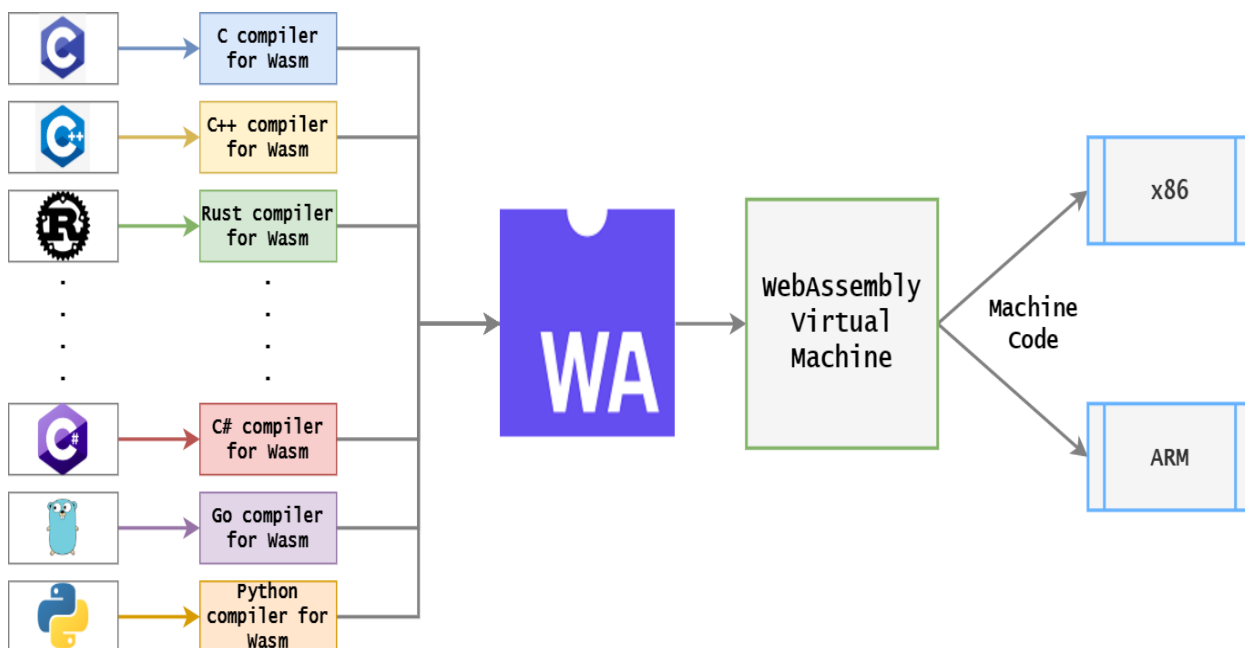 C
C compiler
for Wasm
C++
C++ compiler
for Wasm
R
Rust compiler
for Wasm
C#
C# compiler
for Wasm
Go compiler
for Wasm
Python
compiler for
Wasm
WA
WebAssembly
Virtual
Machine
Machine
Code
x86
ARM